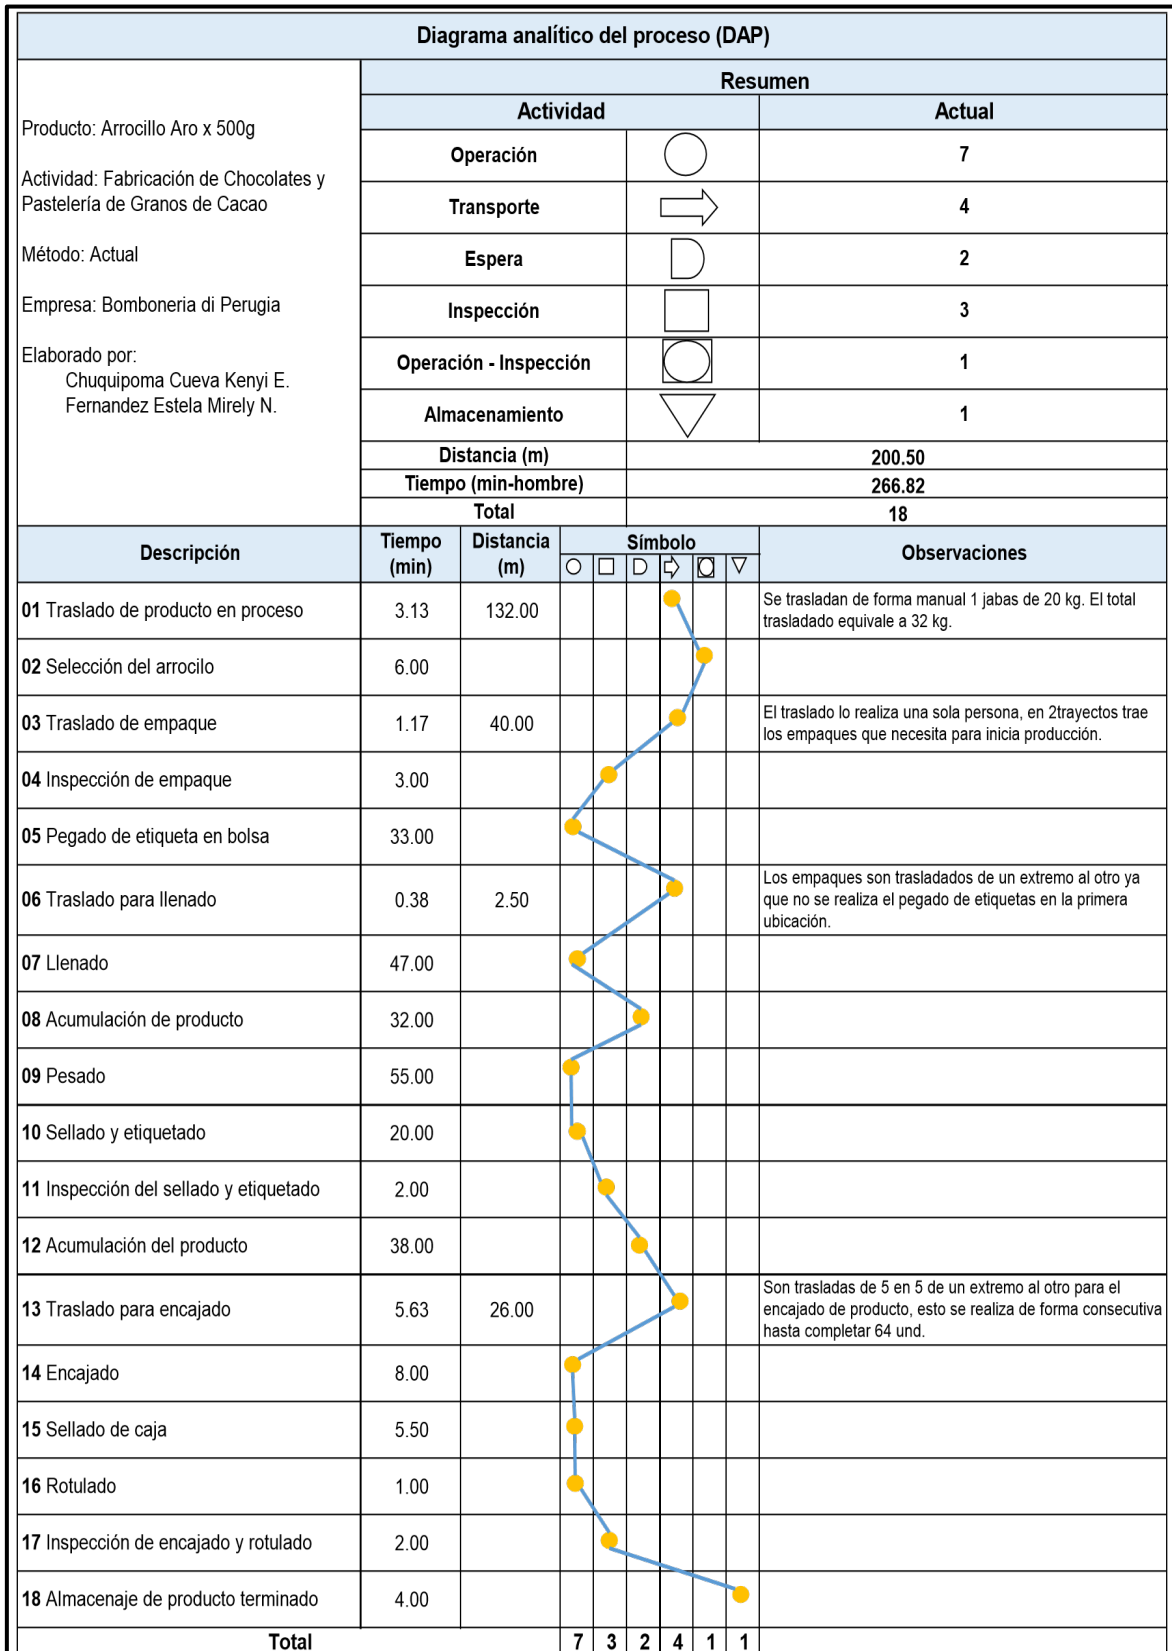 Diagrama analítico del proceso (DAP)
Producto: Arrocillo Aro x 500g
Actividad: Fabricación de Chocolates y
Pastelería de Granos de Cacao
Método: Actual
Empresa: Bomboneria di Perugia
Elaborado por:
Chuquipoma Cueva Kenyi E.
Fernandez Estela Mirely N.
Resumen
Actividad Actual
Operación 7
Transporte 4
Espera 2
Inspección 3
Operación - Inspección 1
Almacenamiento 1
Distancia (m) 200.50
Tiempo (min-hombre) 266.82
Total 18
Descripción Tiempo (min) Distancia (m) Símbolo Observaciones
01 Traslado de producto en proceso 3.13 132.00 Se trasladan de forma manual 1 jabas de 20 kg. El total
trasladado equivale a 32 kg.
02 Selección del arrocilo 6.00
03 Traslado de empaque 1.17 40.00 El traslado lo realiza una sola persona, en 2trayectos trae
los empaques que necesita para inicia producción.
04 Inspección de empaque 3.00
05 Pegado de etiqueta en bolsa 33.00
06 Traslado para llenado 0.38 2.50 Los empaques son trasladados de un extremo al otro ya
que no se realiza el pegado de etiquetas en la primera
ubicación.
07 Llenado 47.00
08 Acumulación de producto 32.00
09 Pesado 55.00
10 Sellado y etiquetado 20.00
11 Inspección del sellado y etiquetado 2.00
12 Acumulación del producto 38.00
13 Traslado para encajado 5.63 26.00 Son trasladas de 5 en 5 de un extremo al otro para el
encajado de producto, esto se realiza de forma consecutiva
hasta completar 64 und.
14 Encajado 8.00
15 Sellado de caja 5.50
16 Rotulado 1.00
17 Inspección de encajado y rotulado 2.00
18 Almacenaje de producto terminado 4.00
Total 7 3 2 4 1 1